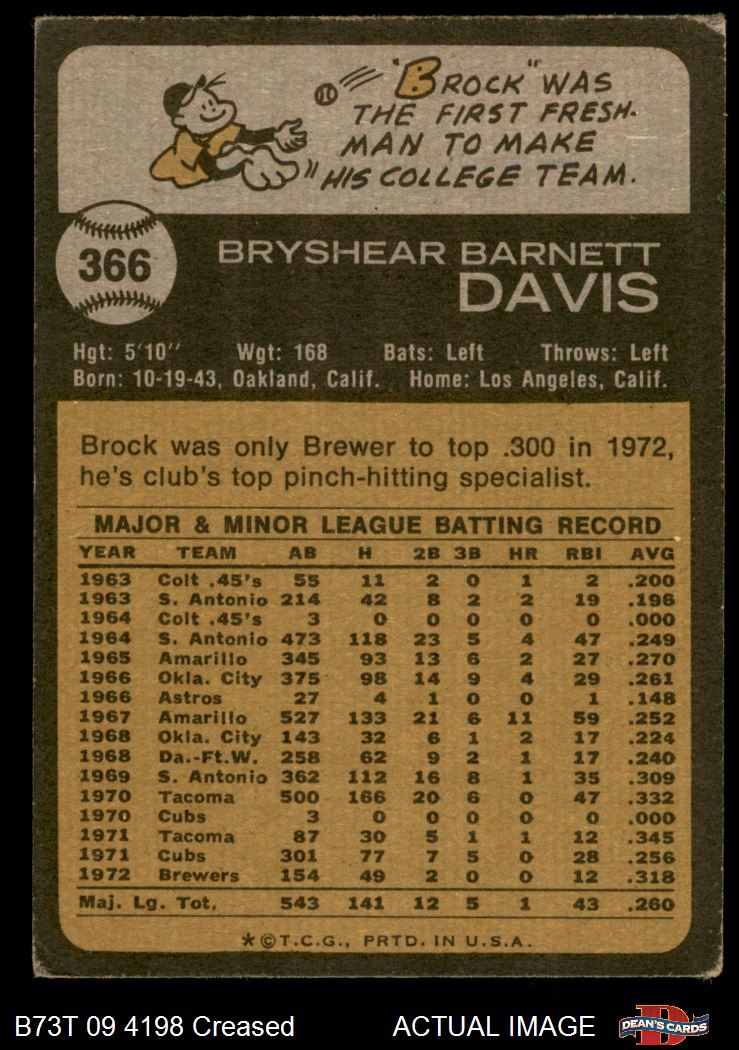 "BROCK" WAS
THE FIRST FRESH-
MAN TO MAKE
HIS COLLEGE TEAM.
366
BRYSHEAR BARNETT
DAVIS
Hgt: 5'10" Wgt: 168 Bats: Left Throws: Left
Born: 10-19-43, Oakland, Calif. Home: Los Angeles, Calif.
Brock was only Brewer to top .300 in 1972,
he's club's top pinch-hitting specialist.
MAJOR & MINOR LEAGUE BATTING RECORD
YEAR TEAM AB H 2B 3B HR RBI AVG
1963 Colt .45's 55 11 2 0 1 2 .200
1963 S. Antonio 214 42 8 2 2 19 .196
1964 Colt .45's 3 0 0 0 0 0 .000
1964 S. Antonio 473 118 23 5 4 47 .249
1965 Amarillo 345 93 13 6 2 27 .270
1966 Okla. City 375 98 14 9 4 29 .261
1966 Astros 27 4 1 0 0 1 .148
1967 Amarillo 527 133 21 6 11 59 .252
1968 Okla. City 143 32 6 1 2 17 .224
1968 Da.-Ft.W. 258 62 9 2 1 17 .240
1969 S. Antonio 362 112 16 8 1 35 .309
1970 Tacoma 500 166 20 6 0 47 .332
1970 Cubs 3 0 0 0 0 0 .000
1971 Tacoma 87 30 5 1 1 12 .345
1971 Cubs 301 77 7 5 0 28 .256
1972 Brewers 154 49 2 0 0 12 .318
Maj. Lg. Tot. 543 141 12 5 1 43 .260
*©T.C.G., PRTD. IN U.S.A.
B73T 09 4198 Creased ACTUAL IMAGE
D
DEAN'S CARDS